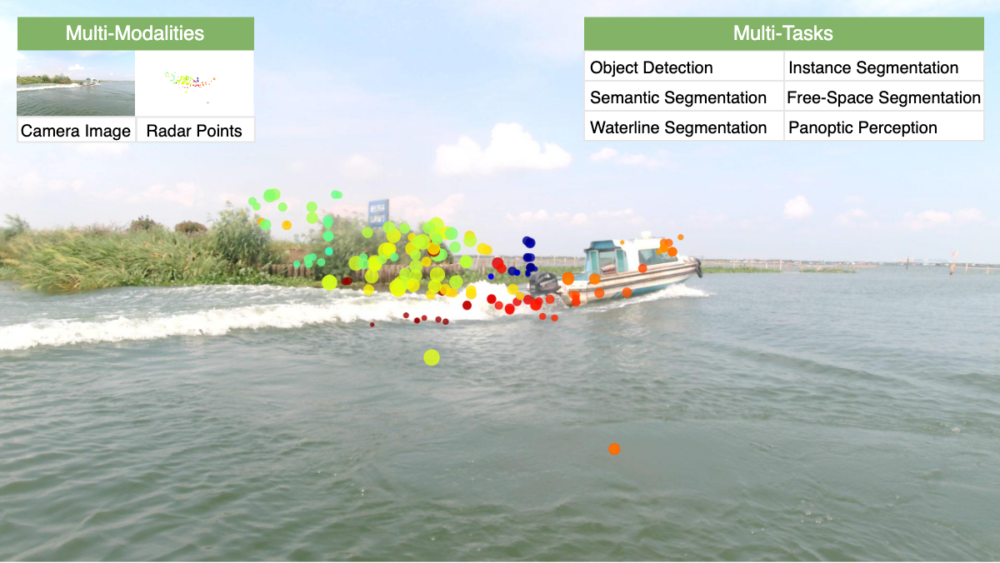 Multi-Modalities
Camera Image
Radar Points
Multi-Tasks
Object Detection
Instance Segmentation
Semantic Segmentation
Free-Space Segmentation
Waterline Segmentation
Panoptic Perception